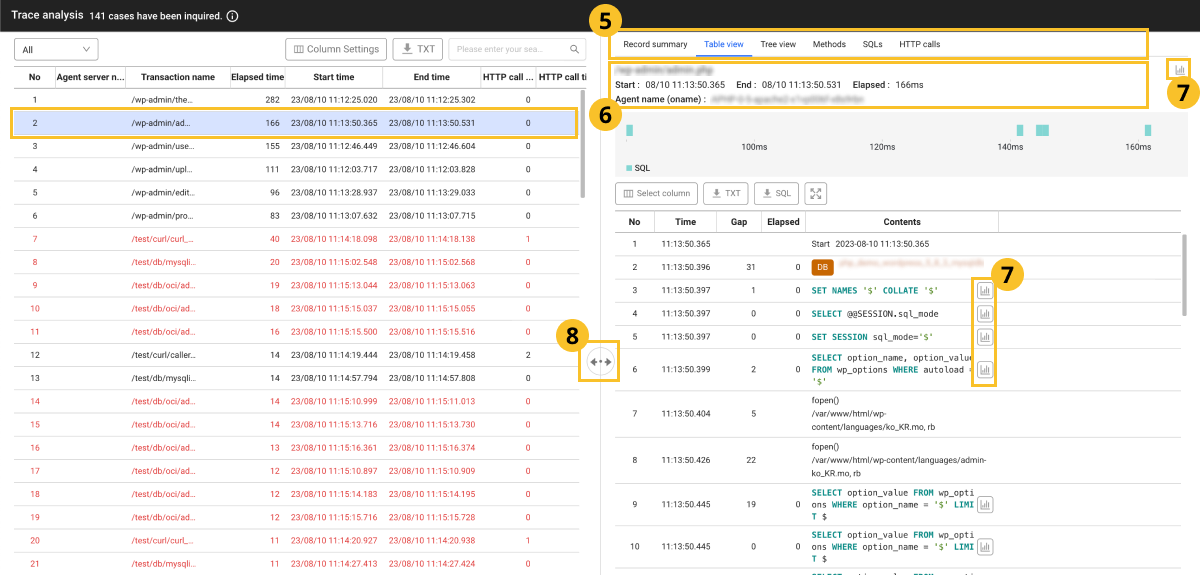 Trace analysis 141 cases have been inquired.
All
Column Settings
TXT
Please enter your sea...
No Agent server n... Transaction name Elapsed time Start time End time HTTP call ... HTTP call ti
1 /wp-admin/the... 282 23/08/10 11:12:25.020 23/08/10 11:12:25.302 0
2 /wp-admin/ad... 166 23/08/10 11:13:50.365 23/08/10 11:13:50.531 0
3 /wp-admin/use... 155 23/08/10 11:12:46.449 23/08/10 11:12:46.604 0
4 /wp-admin/upl... 111 23/08/10 11:12:03.717 23/08/10 11:12:03.828 0
5 /wp-admin/edit... 96 23/08/10 11:13:28.937 23/08/10 11:13:29.033 0
6 /wp-admin/pro... 83 23/08/10 11:13:07.632 23/08/10 11:13:07.715 0
7 /test/curl/curl_... 40 23/08/10 11:14:18.098 23/08/10 11:14:18.138 1
8 /test/db/mysqli... 20 23/08/10 11:15:02.548 23/08/10 11:15:02.568 0
9 /test/db/oci/ad... 19 23/08/10 11:15:13.044 23/08/10 11:15:13.063 0
10 /test/db/oci/ad... 18 23/08/10 11:15:15.037 23/08/10 11:15:15.055 0
11 /test/db/oci/ad... 16 23/08/10 11:15:15.500 23/08/10 11:15:15.516 0
12 /test/curl/caller... 14 23/08/10 11:14:19.444 23/08/10 11:14:19.458 2
13 /test/db/mysqli... 14 23/08/10 11:14:57.794 23/08/10 11:14:57.808 0
14 /test/db/oci/ad... 14 23/08/10 11:15:10.999 23/08/10 11:15:11.013 0
15 /test/db/oci/ad... 14 23/08/10 11:15:13.716 23/08/10 11:15:13.730 0
16 /test/db/oci/ad... 13 23/08/10 11:15:16.361 23/08/10 11:15:16.374 0
17 /test/db/oci/ad... 12 23/08/10 11:15:10.897 23/08/10 11:15:10.909 0
18 /test/db/oci/ad... 12 23/08/10 11:15:14.183 23/08/10 11:15:14.195 0
19 /test/db/oci/ad... 12 23/08/10 11:15:15.716 23/08/10 11:15:15.728 0
20 /test/curl/curl_... 11 23/08/10 11:14:20.927 23/08/10 11:14:20.938 1
21 /test/db/mysqli... 11 23/08/10 11:14:27.413 23/08/10 11:14:27.424 0
8
5
Record summary Table view Tree view Methods SQLs HTTP calls
7
6
/wp-admin/admin.php
Start : 08/10 11:13:50.365 End : 08/10 11:13:50.531 Elapsed : 166ms
Agent name (oname) :
100ms 120ms 140ms 160ms
SQL
Select column
TXT
SQL
No Time Gap Elapsed Contents
1 11:13:50.365 Start 2023-08-10 11:13:50.365
2 11:13:50.396 31 0 DB
7
3 11:13:50.397 1 0 SET NAMES '$' COLLATE '$'
4 11:13:50.397 0 0 SELECT @@SESSION.sql_mode
5 11:13:50.397 0 0 SET SESSION sql_mode='$'
6 11:13:50.399 2 0 SELECT option_name, option_value
FROM wp_options WHERE autoload =
'$'
7 11:13:50.404 5 fopen()
/var/www/html/wp-
content/languages/ko_KR.mo, rb
8 11:13:50.426 22 fopen()
/var/www/html/wp-content/languages/admin-
ko_KR.mo, rb
9 11:13:50.445 19 0 SELECT option_value FROM wp_opti
ons WHERE option_name = '$' LIMI
T $
10 11:13:50.445 0 0 SELECT option_value FROM wp_opti
ons WHERE option_name = '$' LIMI
T $